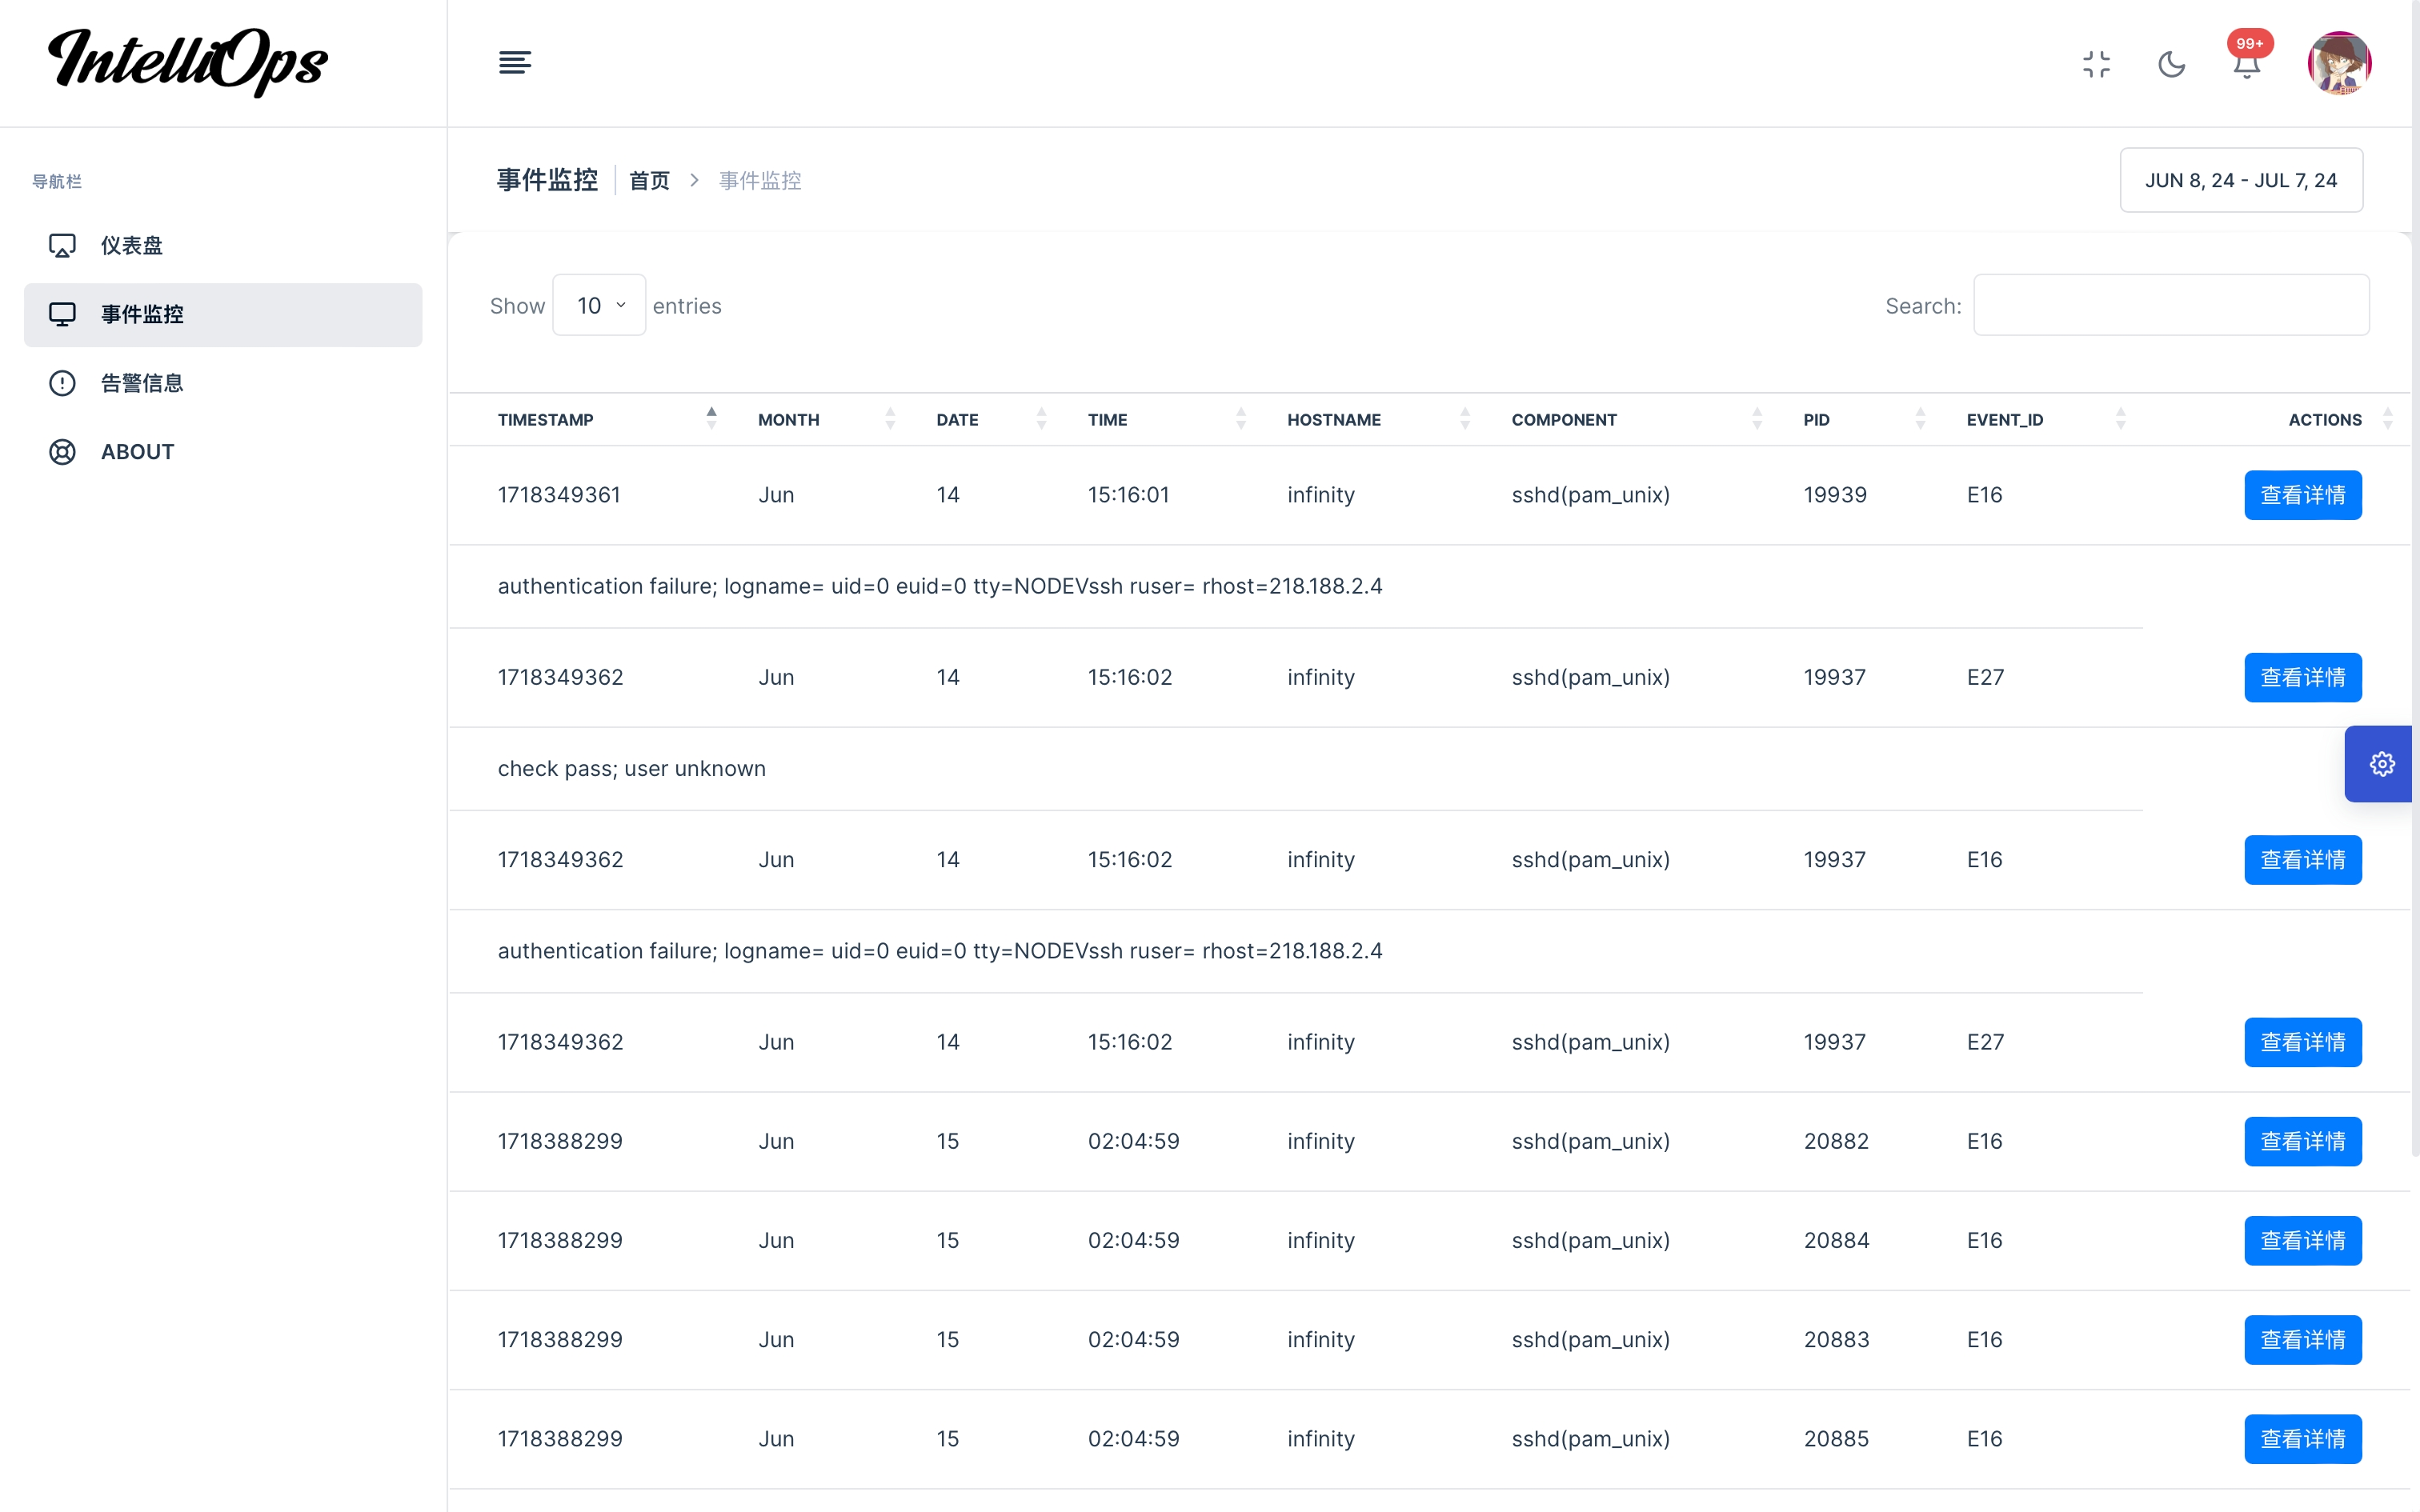 IntelliOps
99+
导航栏
仪表盘
事件监控
告警信息
ABOUT
事件监控 首页 事件监控
JUN 8, 24 - JUL 7, 24
Show 10 entries Search:
TIMESTAMP MONTH DATE TIME HOSTNAME COMPONENT PID EVENT_ID ACTIONS
1718349361 Jun 14 15:16:01 infinity sshd(pam_unix) 19939 E16 查看详情
authentication failure; logname= uid=0 euid=0 tty=NODEVssh ruser= rhost=218.188.2.4
1718349362 Jun 14 15:16:02 infinity sshd(pam_unix) 19937 E27 查看详情
check pass; user unknown
1718349362 Jun 14 15:16:02 infinity sshd(pam_unix) 19937 E16 查看详情
authentication failure; logname= uid=0 euid=0 tty=NODEVssh ruser= rhost=218.188.2.4
1718349362 Jun 14 15:16:02 infinity sshd(pam_unix) 19937 E27 查看详情
1718388299 Jun 15 02:04:59 infinity sshd(pam_unix) 20882 E16 查看详情
1718388299 Jun 15 02:04:59 infinity sshd(pam_unix) 20884 E16 查看详情
1718388299 Jun 15 02:04:59 infinity sshd(pam_unix) 20883 E16 查看详情
1718388299 Jun 15 02:04:59 infinity sshd(pam_unix) 20885 E16 查看详情